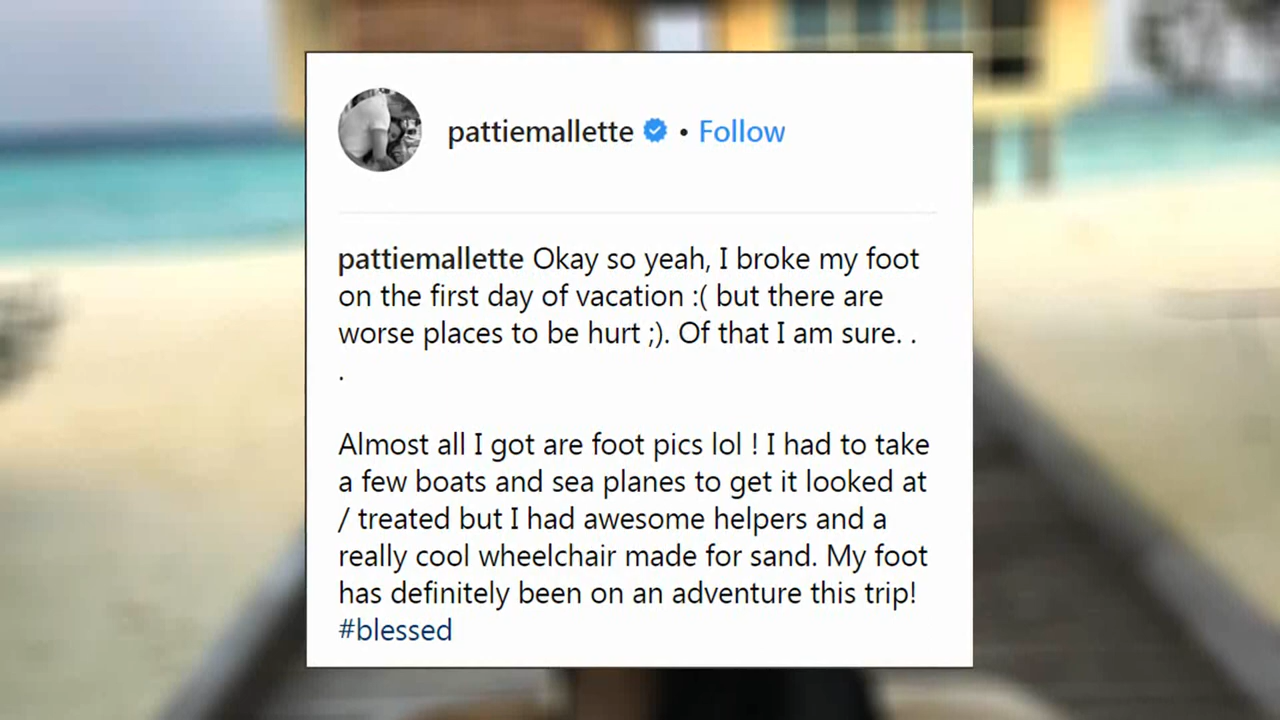 pattiemallette • Follow
pattiemallette Okay so yeah, I broke my foot
on the first day of vacation :( but there are
worse places to be hurt ;). Of that I am sure. .
.
Almost all I got are foot pics lol ! I had to take
a few boats and sea planes to get it looked at
/ treated but I had awesome helpers and a
really cool wheelchair made for sand. My foot
has definitely been on an adventure this trip!
#blessed